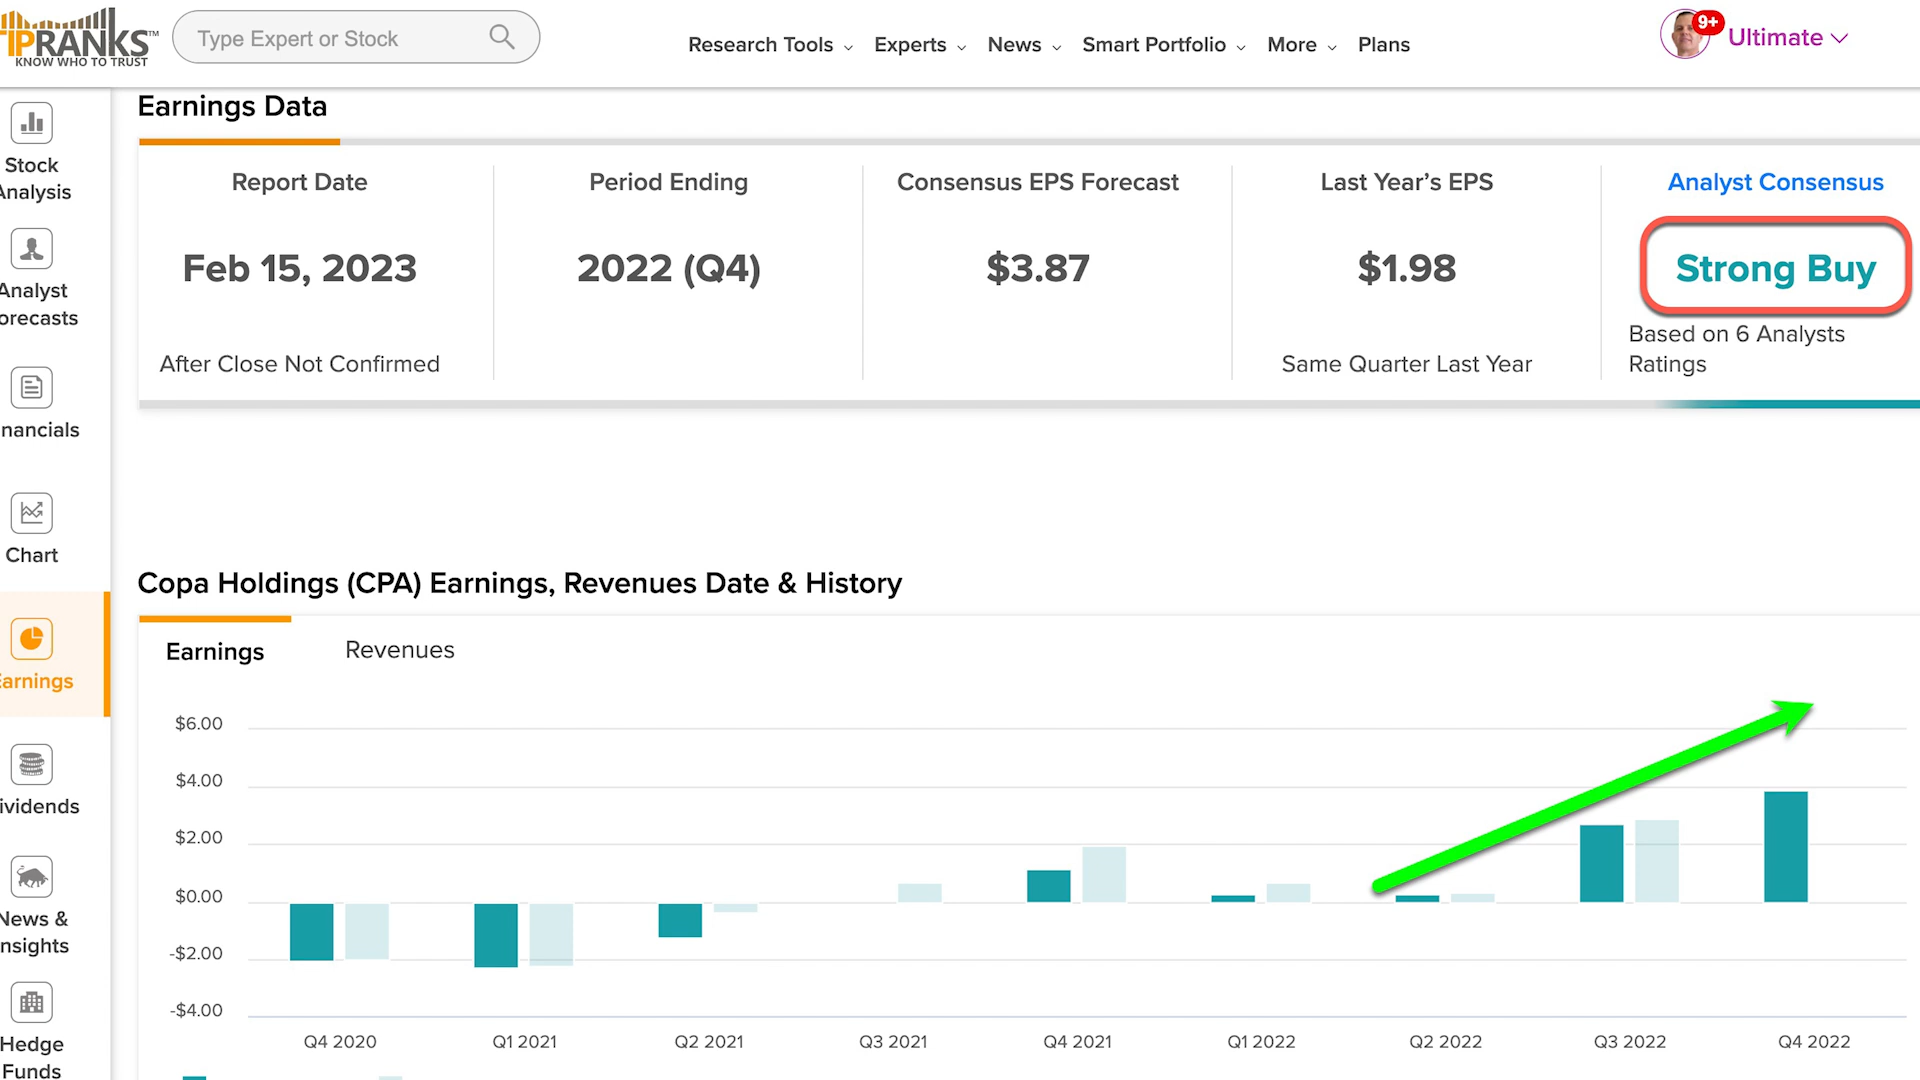 TIPRANKS™
KNOW WHO TO TRUST
Type Expert or Stock
Research Tools
Experts
News
Smart Portfolio
More
Plans
9+
Ultimate
Stock
Analysis
Analyst
orecasts
nancials
Chart
Earnings
ividends
News &
nsights
Hedge
Funds
Earnings Data
Report Date
Feb 15, 2023
After Close Not Confirmed
Period Ending
2022 (Q4)
Consensus EPS Forecast
$3.87
Last Year’s EPS
$1.98
Same Quarter Last Year
Analyst Consensus
Strong Buy
Based on 6 Analysts
Ratings
Copa Holdings (CPA) Earnings, Revenues Date & History
Earnings
Revenues
$6.00
$4.00
$2.00
$0.00
-$2.00
-$4.00
Q4 2020
Q1 2021
Q2 2021
Q3 2021
Q4 2021
Q1 2022
Q2 2022
Q3 2022
Q4 2022